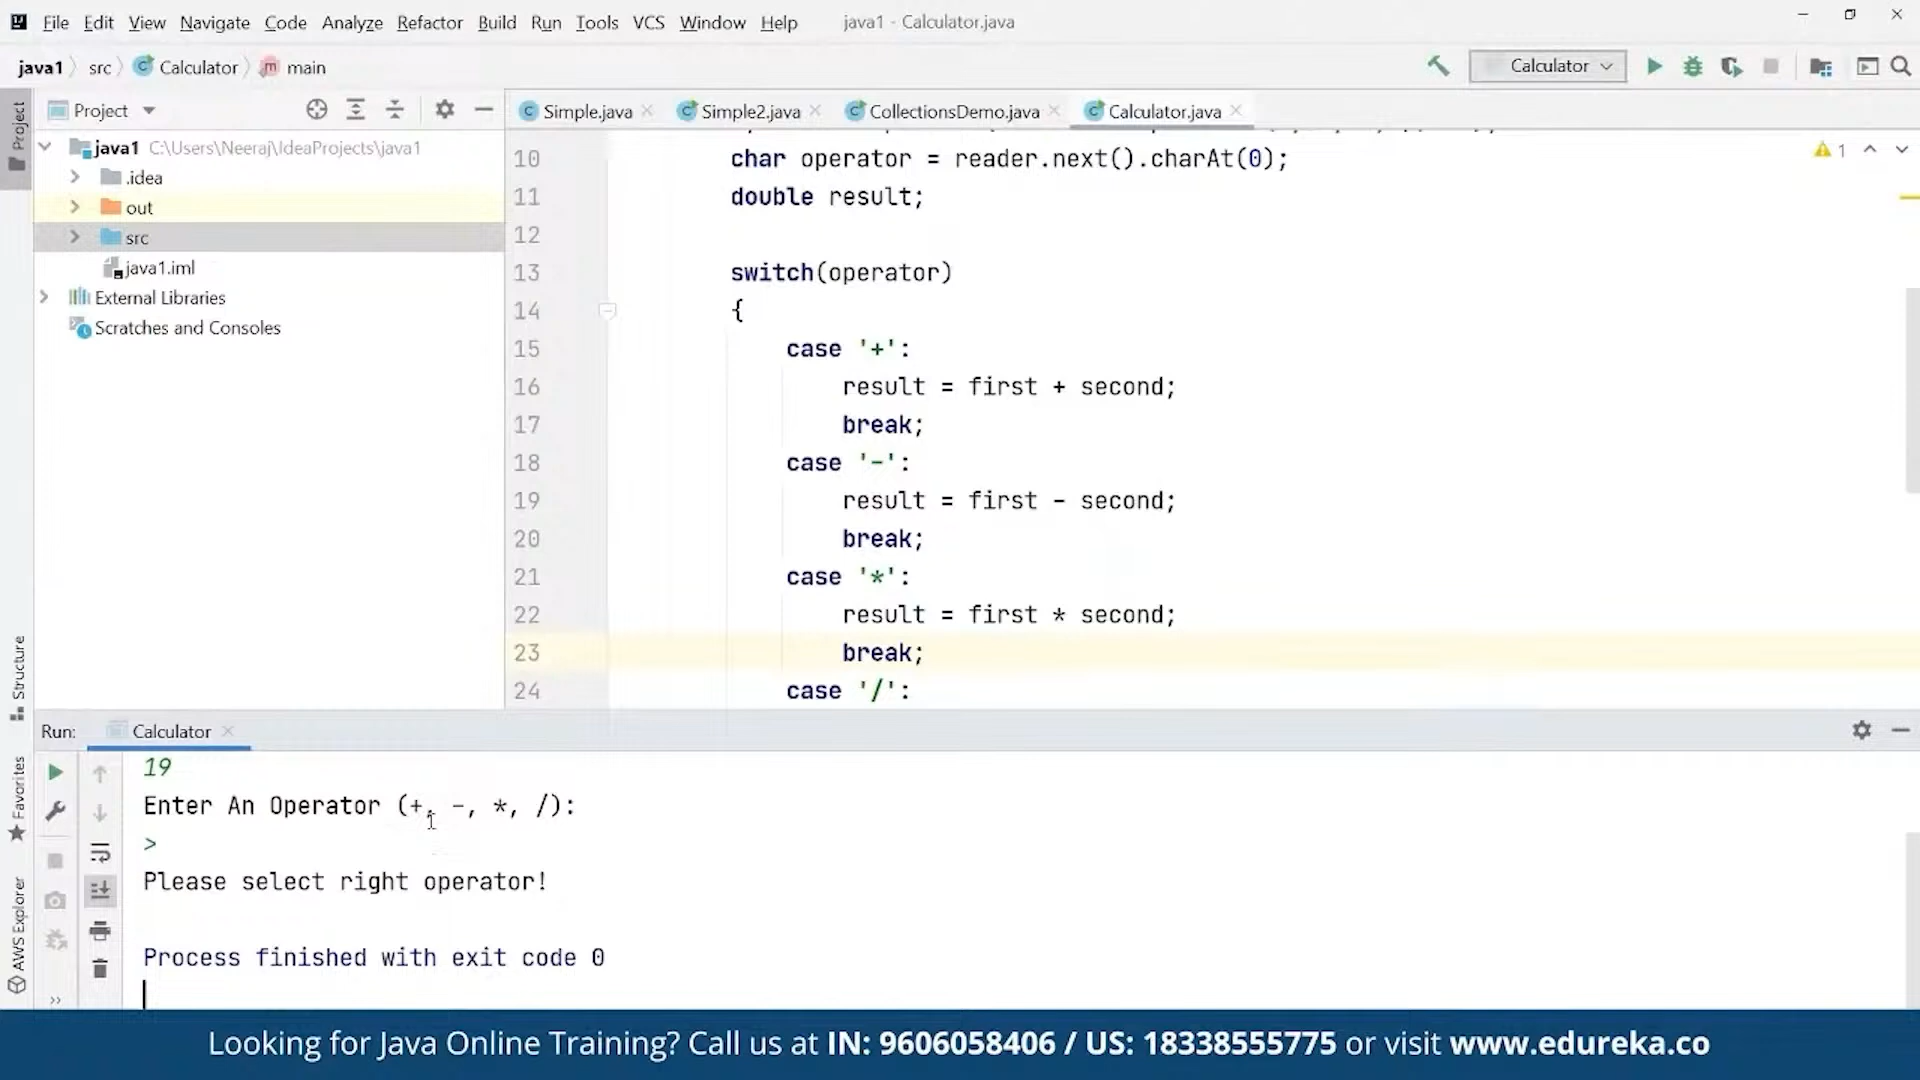 File Edit View Navigate Code Analyze Refactor Build Run Tools VCS Window Help java1 - Calculator.java
java1 src Calculator main Calculator
Project Simple.java Simple2.java CollectionsDemo.java Calculator.java
Project
java1 C:\Users\Neeraj\IdeaProjects\java1
.idea
out
src
java1.iml
External Libraries
Scratches and Consoles
1
10 char operator = reader.next().charAt(0);
11 double result;
12
13 switch(operator)
14 {
15 case '+':
16 result = first + second;
17 break;
18 case '-':
19 result = first - second;
20 break;
21 case '*':
22 result = first * second;
23 break;
24 case '/':
Structure
Favorites
AWS Explorer
Run: Calculator
19
Enter An Operator (+, -, *, /):
>
Please select right operator!
Process finished with exit code 0
Looking for Java Online Training? Call us at IN: 9606058406 / US: 18338555775 or visit www.edureka.co